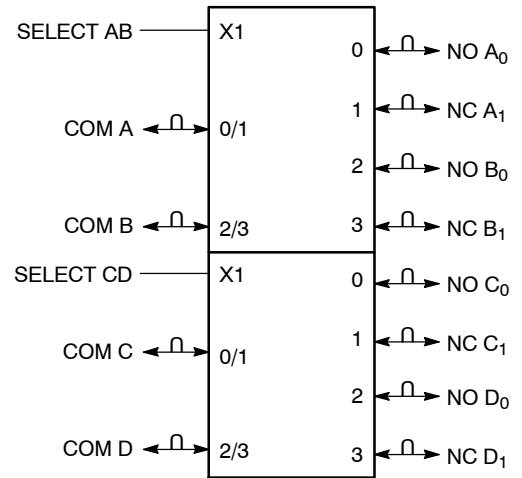 SELECT AB X1
0 NO A0
1 NC A1
COM A 0/1
2 NO B0
COM B 2/3 3 NC B1
SELECT CD X1 0 NO C0
1 NC C1
COM C 0/1
2 NO D0
COM D 2/3 3 NC D1